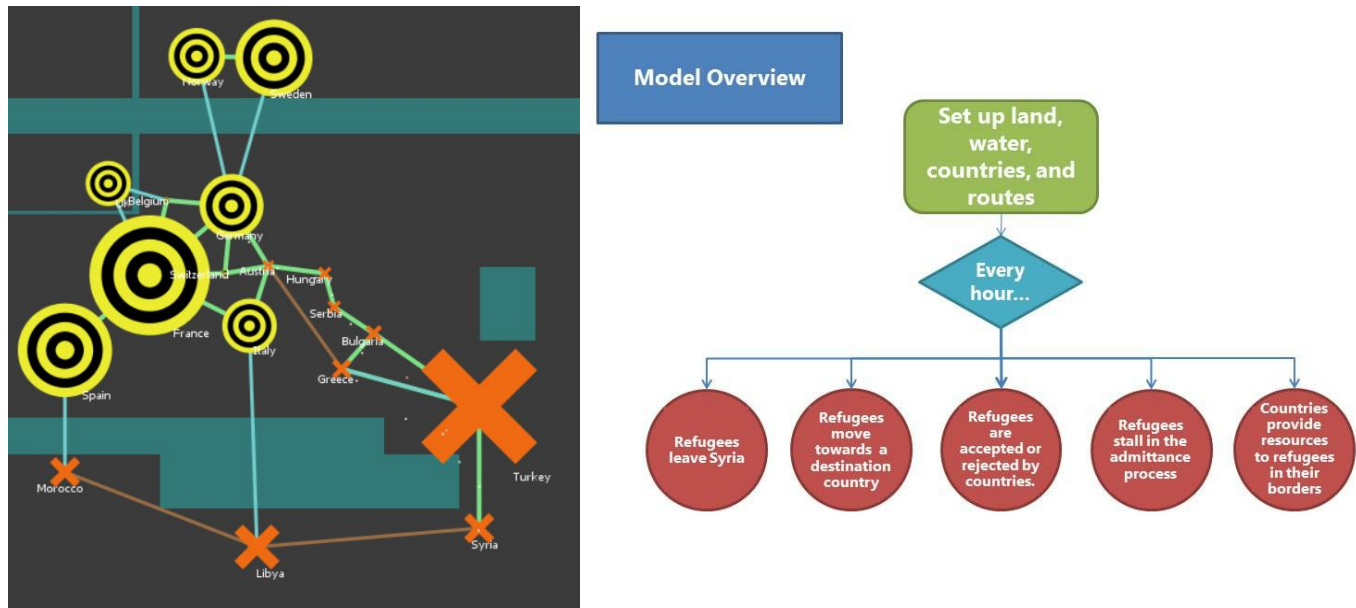 Norway
Sweden
UK
Belgium
Germany
Switzerland
Austria
Hungary
Serbia
France
Italy
Bulgaria
Greece
Spain
Turkey
Morocco
Syria
Libya
Model Overview
Set up land,
water,
countries, and
routes
Every
hour...
Refugees
leave Syria
Refugees
move
towards a
destination
country
Refugees
are
accepted or
rejected by
countries.
Refugees
stall in the
admittance
process
Countries
provide
resources
to refugees
in their
borders